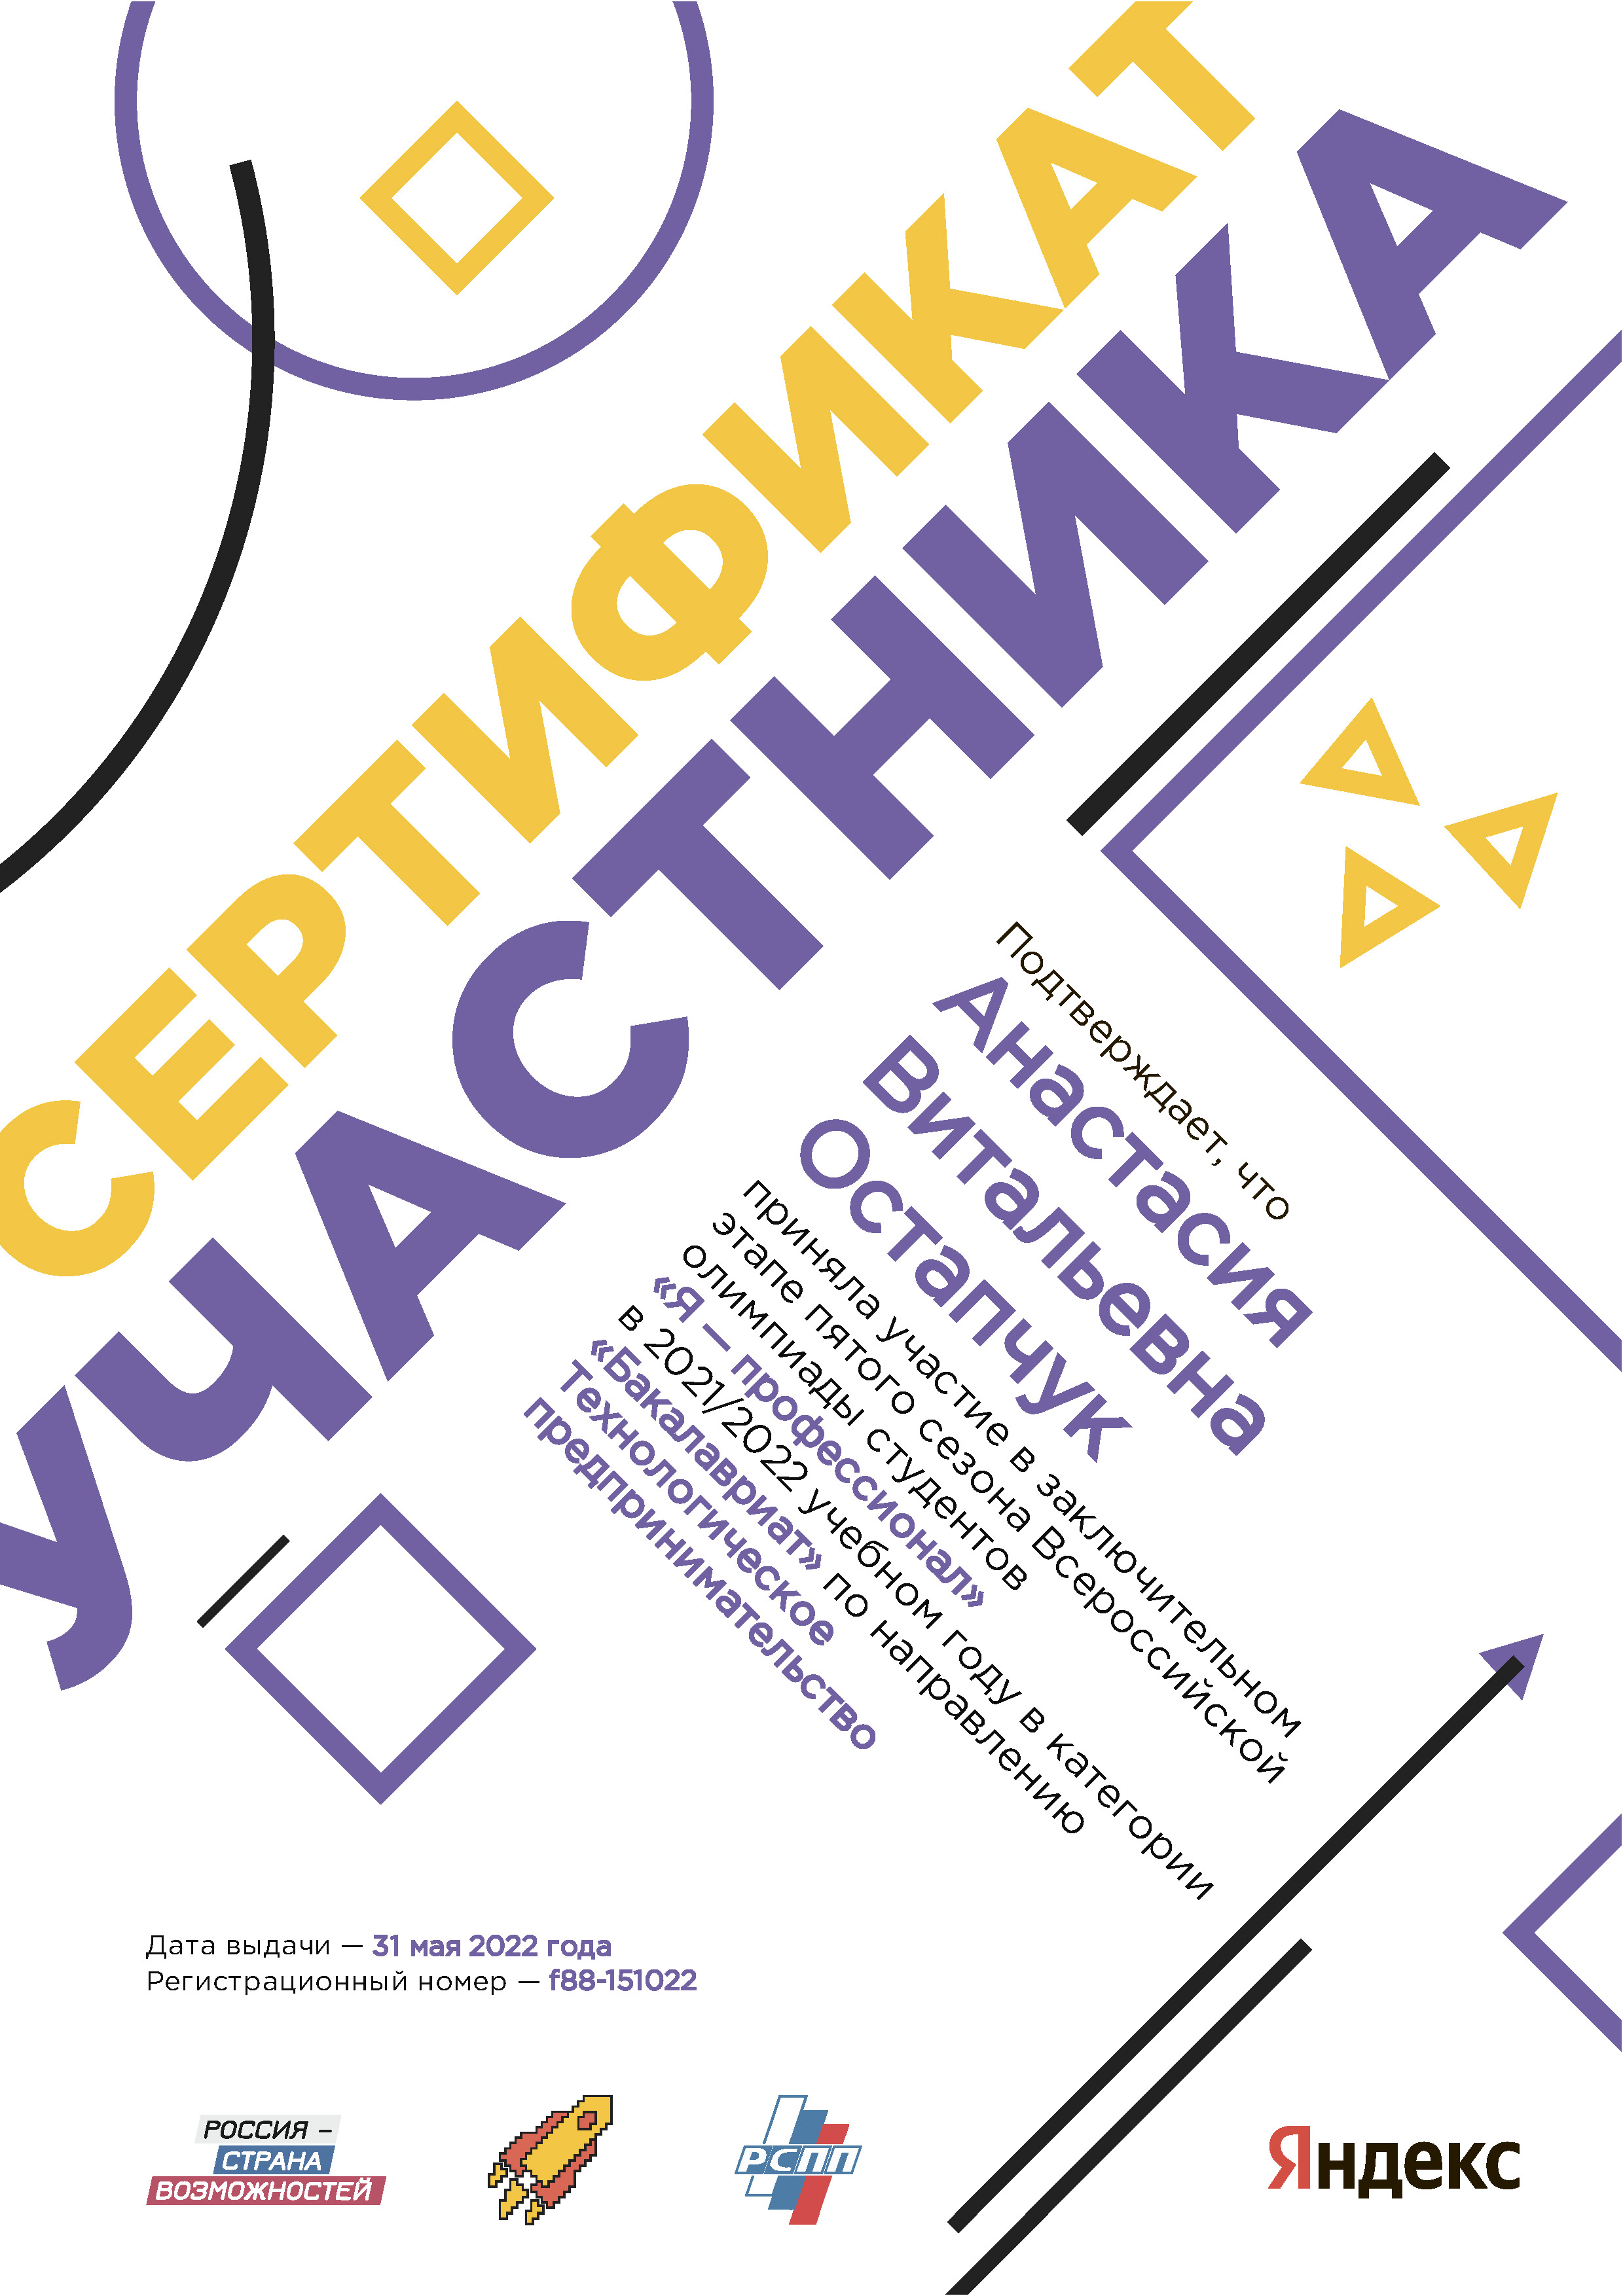 СЕРТИФИКАТ
УЧАСТНИКА
Подтверждает, что
Анастасия
Витальевна
Остапчук
приняла участие в заключительном
этапе пятого сезона Всероссийской
олимпиады студентов
«Я — профессионал»
в 2021/2022 учебном году в категории
«Бакалавриат» по направлению
Технологическое
предпринимательство
Дата выдачи — 31 мая 2022 года
Регистрационный номер — f88-151022
РОССИЯ –
СТРАНА
ВОЗМОЖНОСТЕЙ
РСПП
Яндекс